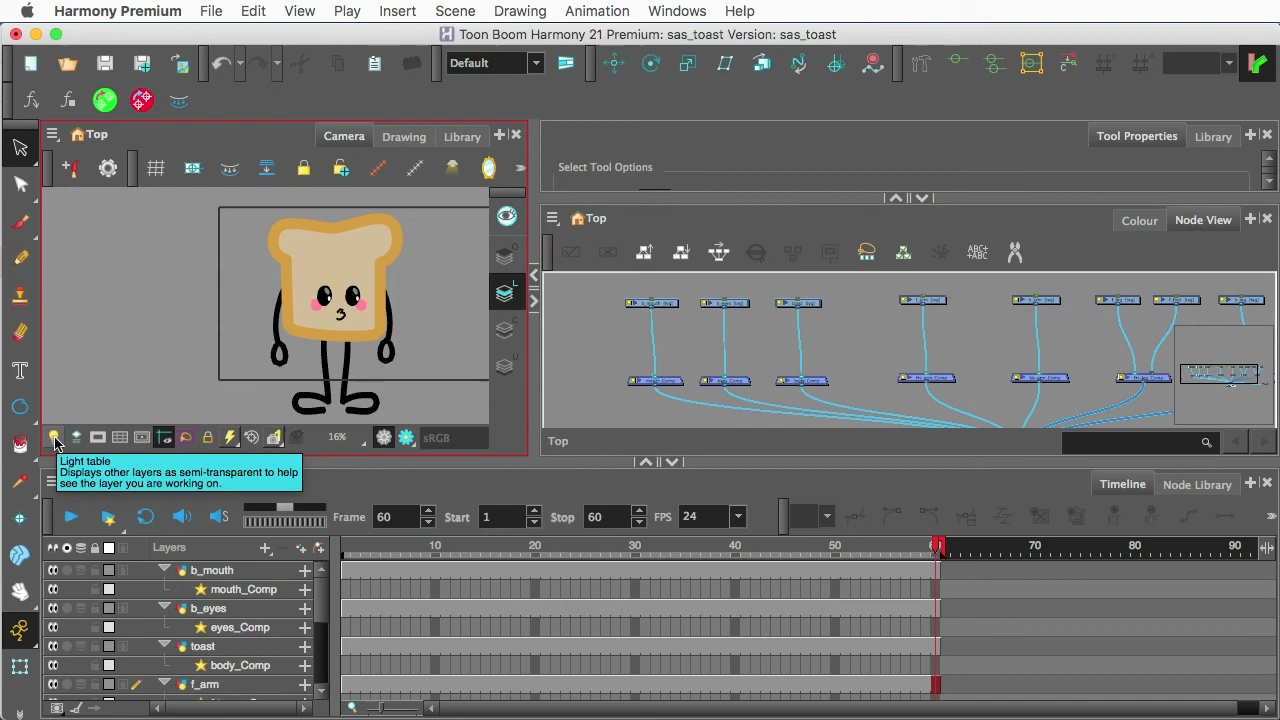 Harmony Premium File Edit View Play Insert Scene Drawing Animation Windows Help
Toon Boom Harmony 21 Premium: sas_toast Version: sas_toast
Default
Top Camera Drawing Library
Tool Properties Library
Select Tool Options
Top
Colour Node View
ABC+
+ABC
O
L
C
U
16%
sRGB
Top
Light table
Displays other layers as semi-transparent to help
see the layer you are working on.
Timeline Node Library
Frame 60 Start 1 Stop 60 FPS 24
Layers
10 20 30 40 50 60 70 80 90
b_mouth
mouth_Comp
b_eyes
eyes_Comp
toast
body_Comp
f_arm